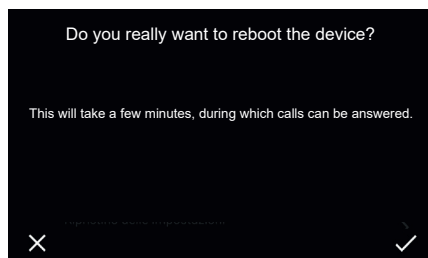 Do you really want to reboot the device?
This will take a few minutes, during which calls can be answered.